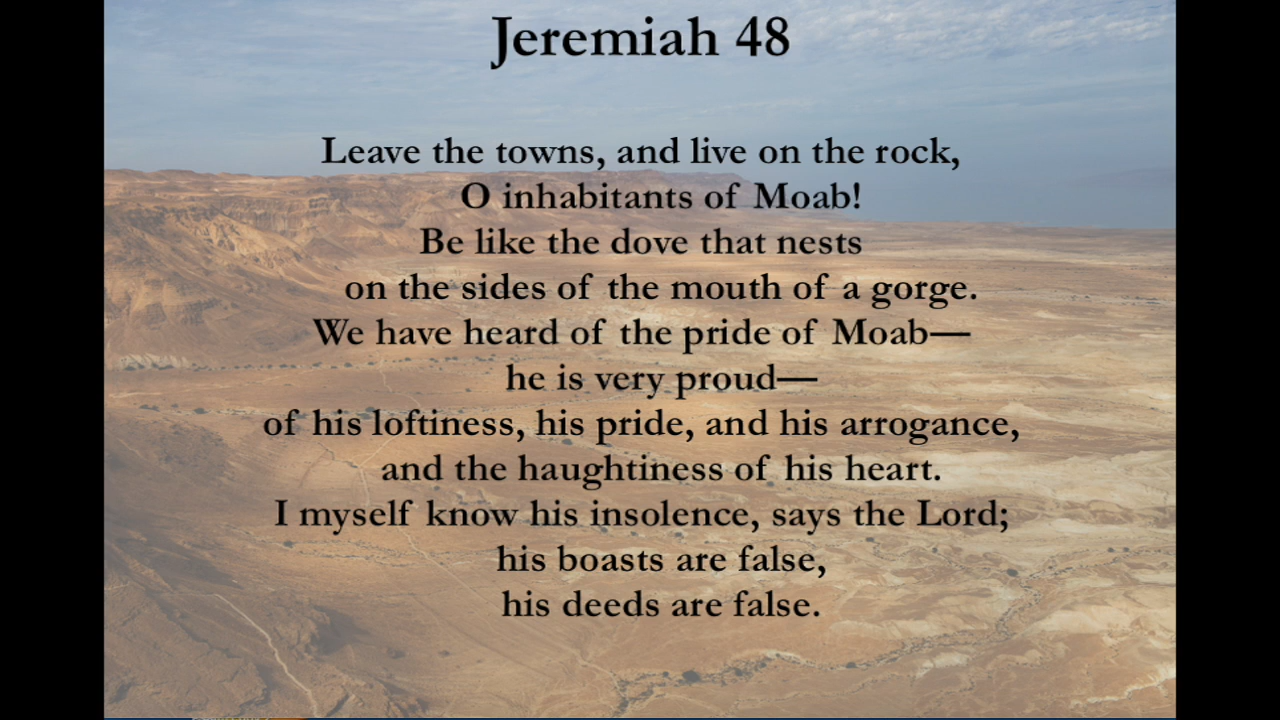 Jeremiah 48
Leave the towns, and live on the rock,
O inhabitants of Moab!
Be like the dove that nests
on the sides of the mouth of a gorge.
We have heard of the pride of Moab—
he is very proud—
of his loftiness, his pride, and his arrogance,
and the haughtiness of his heart.
I myself know his insolence, says the Lord;
his boasts are false,
his deeds are false.